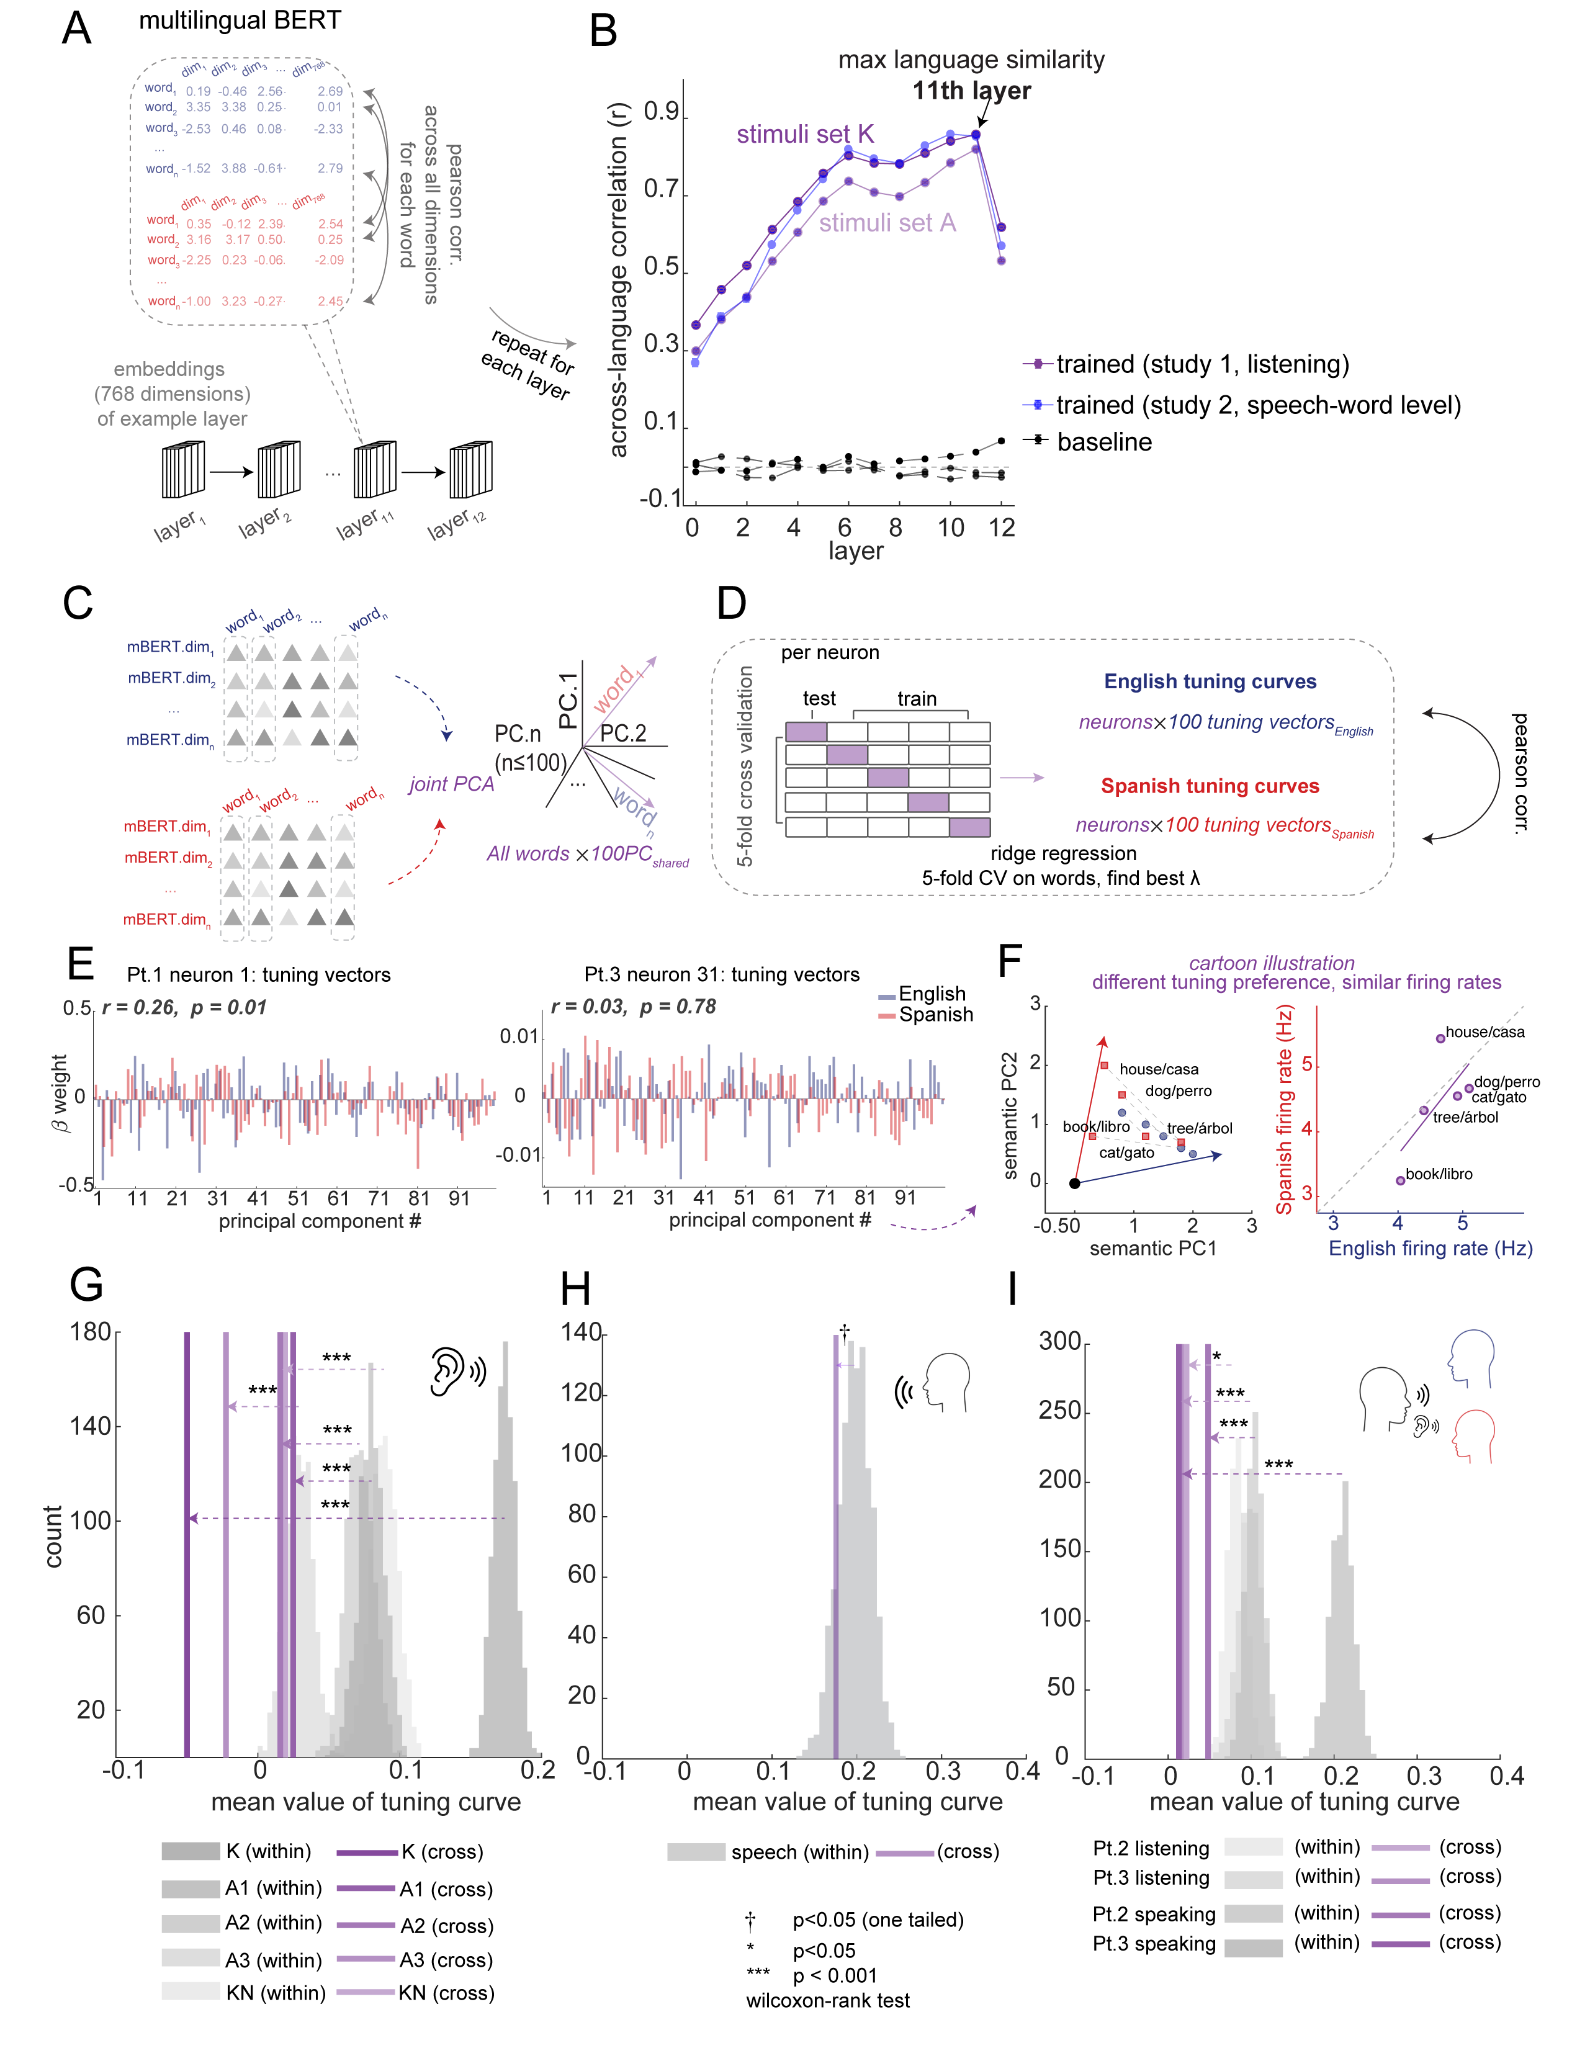 A
multilingual BERT
dim1 dim2 dim3 ... dim768
word1 0.19 -0.46 2.56 2.69
word2 3.35 3.38 0.25 0.01
word3 -2.53 0.46 0.08 -2.33
...
wordn -1.52 3.88 -0.61 2.79
dim1 dim2 dim3 ... dim768
word1 0.35 -0.12 2.39 2.54
word2 3.16 3.17 0.50 0.25
word3 -2.25 0.23 -0.06 -2.09
...
wordn -1.00 3.23 -0.27 2.45
pearson corr.
across all dimensions
for each word
repeat for
each layer
embeddings
(768 dimensions)
of example layer
...
layer1 layer2 layer11 layer12
B
max language similarity
11th layer
stimuli set K
stimuli set A
across-language correlation (r)
0.9
0.7
0.5
0.3
0.1
-0.1
0 2 4 6 8 10 12
layer
trained (study 1, listening)
trained (study 2, speech-word level)
baseline
C
word1 word2 ... wordn
mBERT.dim1
mBERT.dim2
...
mBERT.dimn
word1 word2 ... wordn
mBERT.dim1
mBERT.dim2
...
mBERT.dimn
joint PCA
PC.1
PC.2
PC.n
(n≤100)
...
word1
wordn
All words ×100PCshared
D
per neuron
test train
5-fold cross validation
English tuning curves
neurons×100 tuning vectorsEnglish
Spanish tuning curves
neurons×100 tuning vectorsSpanish
ridge regression
5-fold CV on words, find best λ
pearson corr.
E
Pt.1 neuron 1: tuning vectors
r = 0.26, p = 0.01
0.5
0
-0.5
β weight
1 11 21 31 41 51 61 71 81 91
principal component #
Pt.3 neuron 31: tuning vectors
r = 0.03, p = 0.78
English
Spanish
0.01
0
-0.01
1 11 21 31 41 51 61 71 81 91
principal component #
F
cartoon illustration
different tuning preference, similar firing rates
semantic PC2
3
2
1
0
house/casa
dog/perro
book/libro
tree/árbol
cat/gato
-0.50 1 2 3
semantic PC1
Spanish firing rate (Hz)
5
4
3
house/casa
dog/perro
cat/gato
tree/árbol
book/libro
3 4 5
English firing rate (Hz)
G
count
180
140
100
60
20
***
***
***
***
***
-0.1 0 0.1 0.2
mean value of tuning curve
K (within) K (cross)
A1 (within) A1 (cross)
A2 (within) A2 (cross)
A3 (within) A3 (cross)
KN (within) KN (cross)
H
140
120
100
80
60
40
20
0
†
-0.1 0 0.1 0.2 0.3 0.4
mean value of tuning curve
speech (within) (cross)
† p<0.05 (one tailed)
* p<0.05
*** p < 0.001
wilcoxon-rank test
I
300
250
200
150
100
50
0
*
***
***
***
-0.1 0 0.1 0.2 0.3 0.4
mean value of tuning curve
Pt.2 listening (within) (cross)
Pt.3 listening (within) (cross)
Pt.2 speaking (within) (cross)
Pt.3 speaking (within) (cross)